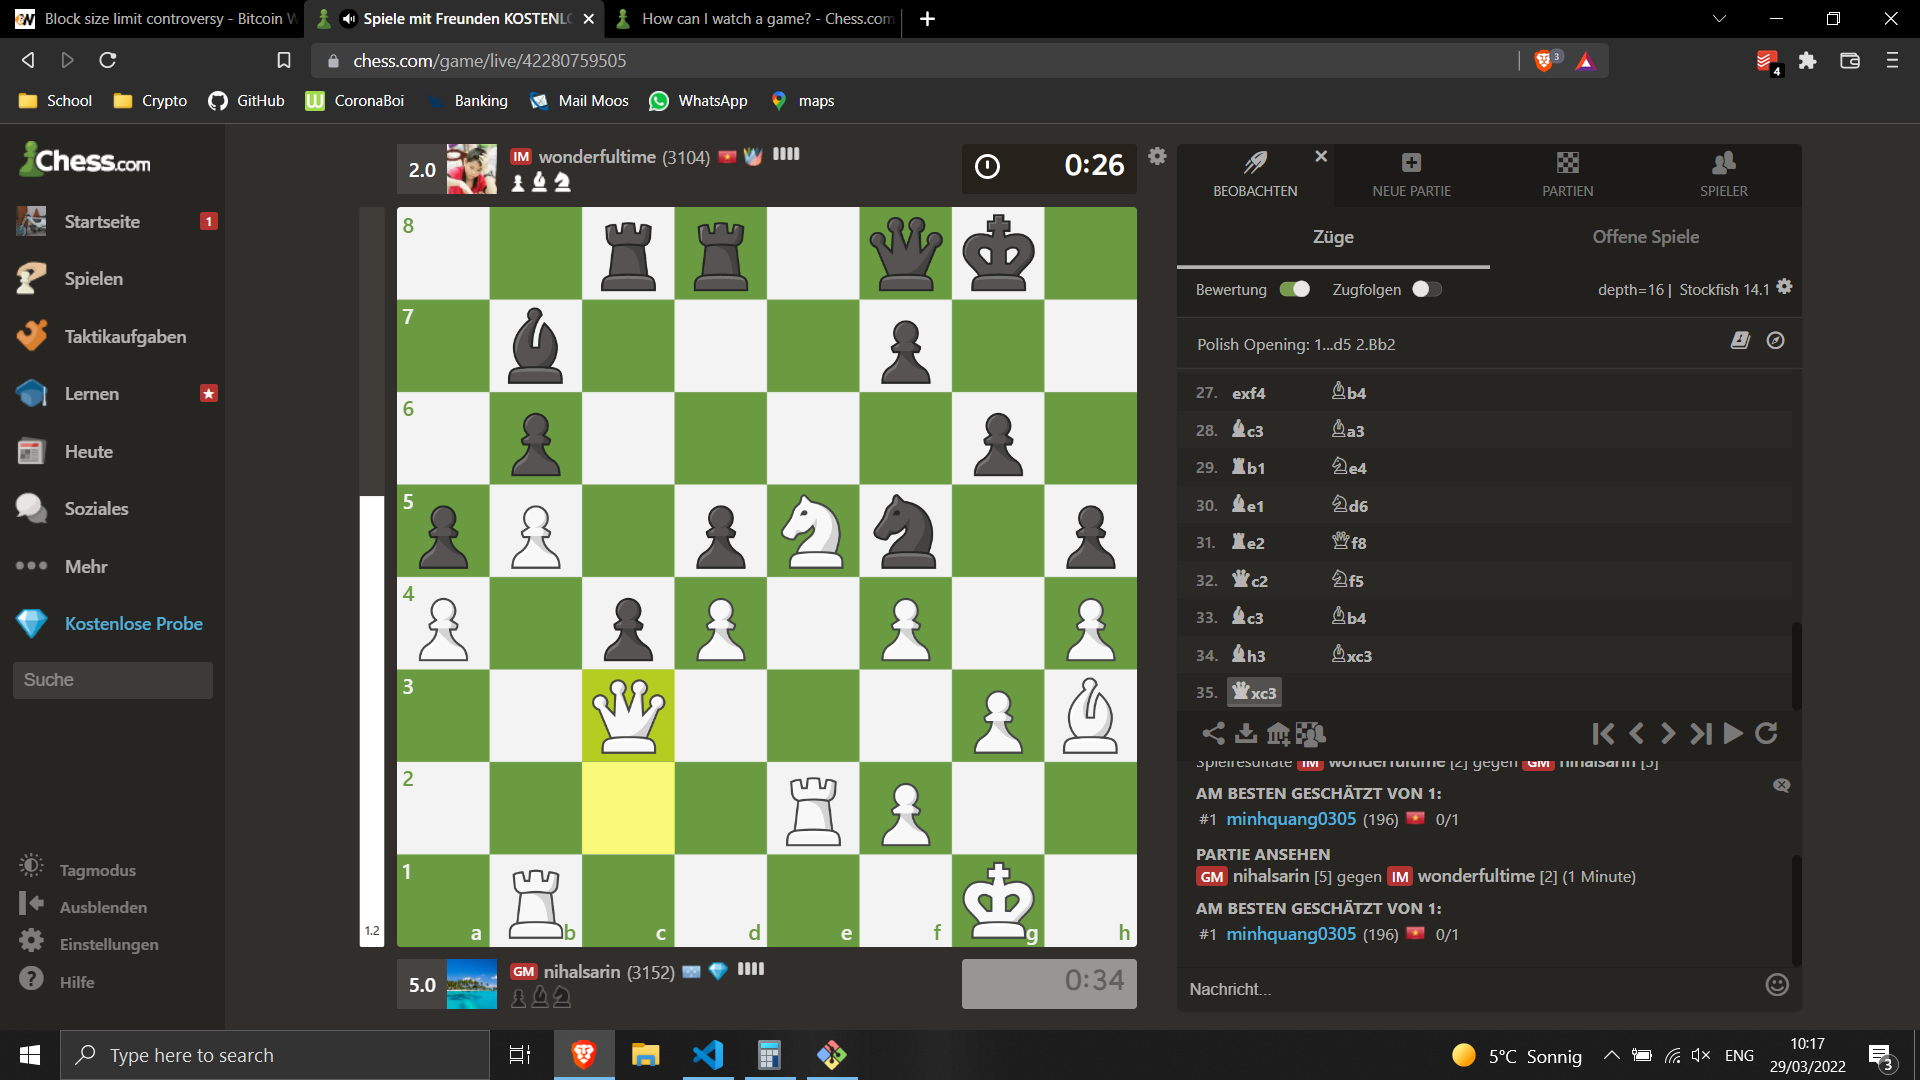 Block size limit controversy - Bitcoin W
Spiele mit Freunden KOSTENLO
How can I watch a game? - Chess.com
chess.com/game/live/42280759505
3
4
School
Crypto
GitHub
CoronaBoi
Banking
Mail Moos
WhatsApp
maps
Chess.com
Startseite
1
Spielen
Taktikaufgaben
Lernen
Heute
Soziales
Mehr
Kostenlose Probe
Suche
Tagmodus
Ausblenden
Einstellungen
Hilfe
2.0
IM wonderfultime (3104)
0:26
8
7
6
5
4
3
2
1
a b c d e f g h
1.2
5.0
GM nihalsarin (3152)
0:34
BEOBACHTEN
NEUE PARTIE
PARTIEN
SPIELER
Züge
Offene Spiele
Bewertung
Zugfolgen
depth=16 | Stockfish 14.1
Polish Opening: 1...d5 2.Bb2
27. exf4 b4
28. c3 a3
29. b1 e4
30. e1 d6
31. e2 f8
32. c2 f5
33. c3 b4
34. h3 xc3
35. xc3
Spielresultate IM wonderfultime [2] gegen GM nihalsarin [5]
AM BESTEN GESCHÄTZT VON 1:
#1 minhquang0305 (196) 0/1
PARTIE ANSEHEN
GM nihalsarin [5] gegen IM wonderfultime [2] (1 Minute)
AM BESTEN GESCHÄTZT VON 1:
#1 minhquang0305 (196) 0/1
Nachricht...
Type here to search
5°C Sonnig
ENG
10:17
29/03/2022
3